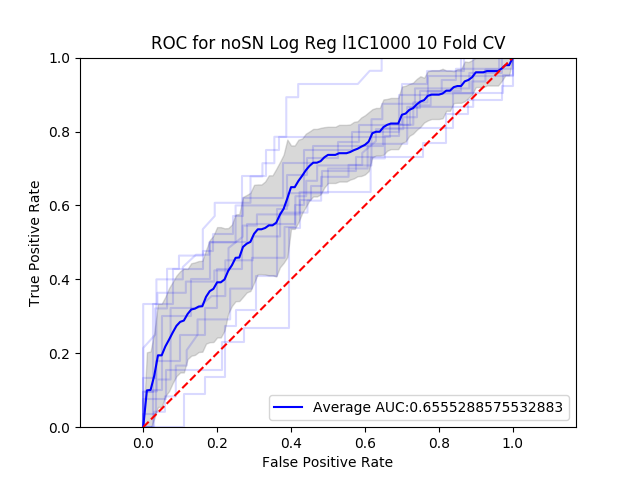 ROC for noSN Log Reg l1C1000 10 Fold CV
1.0
0.8
0.6
0.4
0.2
0.0
True Positive Rate
Average AUC:0.6555288575532883
0.0 0.2 0.4 0.6 0.8 1.0
False Positive Rate